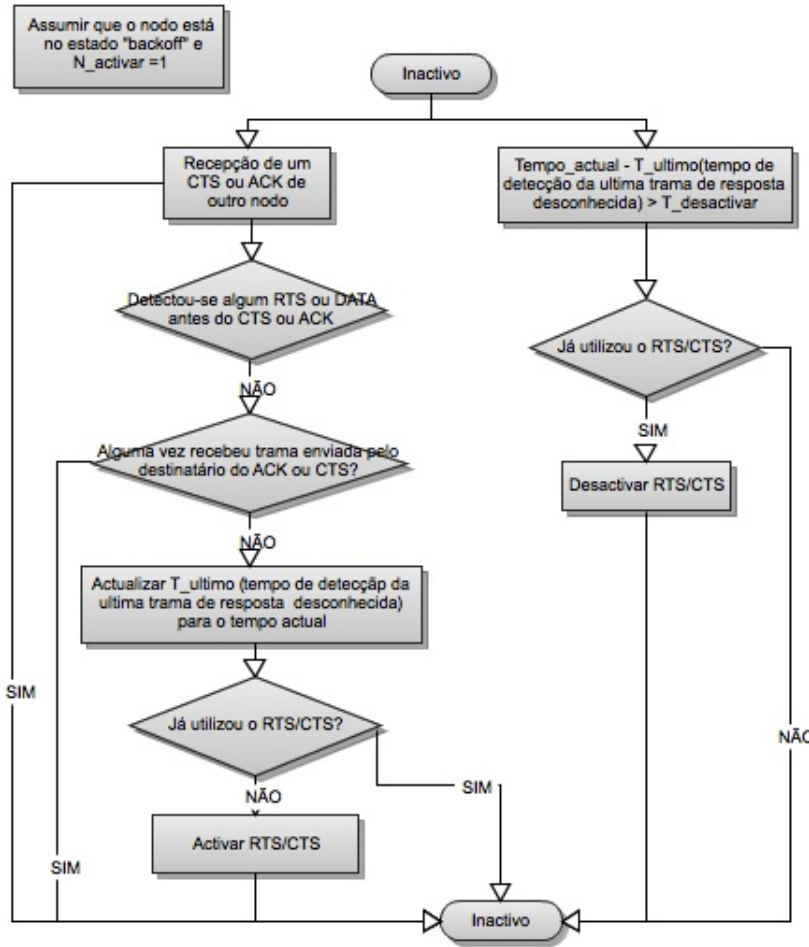 Assumir que o nodo está
no estado "backoff" e
N_activar =1
Inactivo
Recepção de um
CTS ou ACK de
outro nodo
Tempo_actual - T_ultimo(tempo de
detecção da ultima trama de resposta
desconhecida) > T_desactivar
Detectou-se algum RTS ou DATA
antes do CTS ou ACK
Já utilizou o RTS/CTS?
NÃO
SIM
Alguma vez recebeu trama enviada pelo
destinatário do ACK ou CTS?
Desactivar RTS/CTS
NÃO
Actualizar T_ultimo (tempo de detecçãp da
ultima trama de resposta desconhecida)
para o tempo actual
SIM
Já utilizou o RTS/CTS?
NÃO
SIM
NÃO
Activar RTS/CTS
SIM
Inactivo